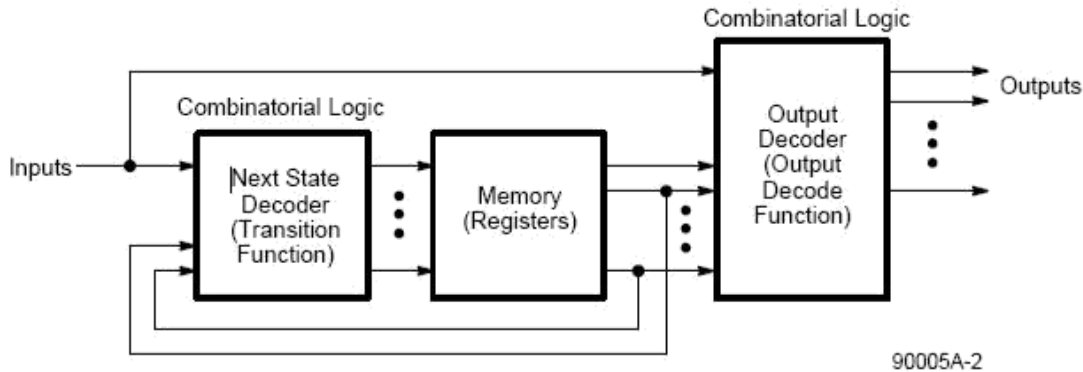 Combinatorial Logic
Outputs
Combinatorial Logic
Output
Decoder
(Output
Decode
Function)
Inputs
Next State
Decoder
(Transition
Function)
Memory
(Registers)
90005A-2